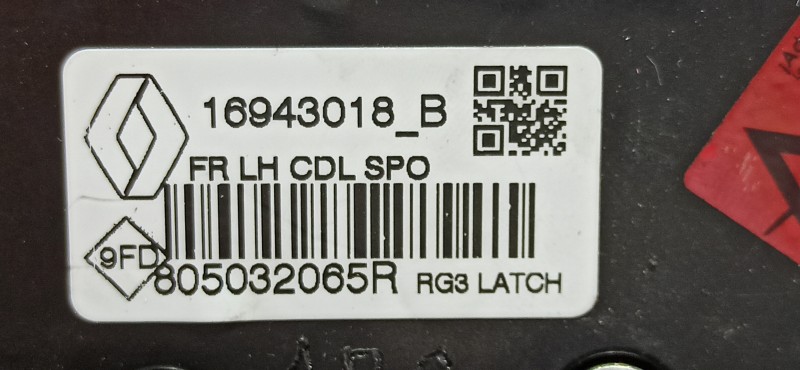 16943018_B
FR LH CDL SPO
9FD
805032065R RG3 LATCH